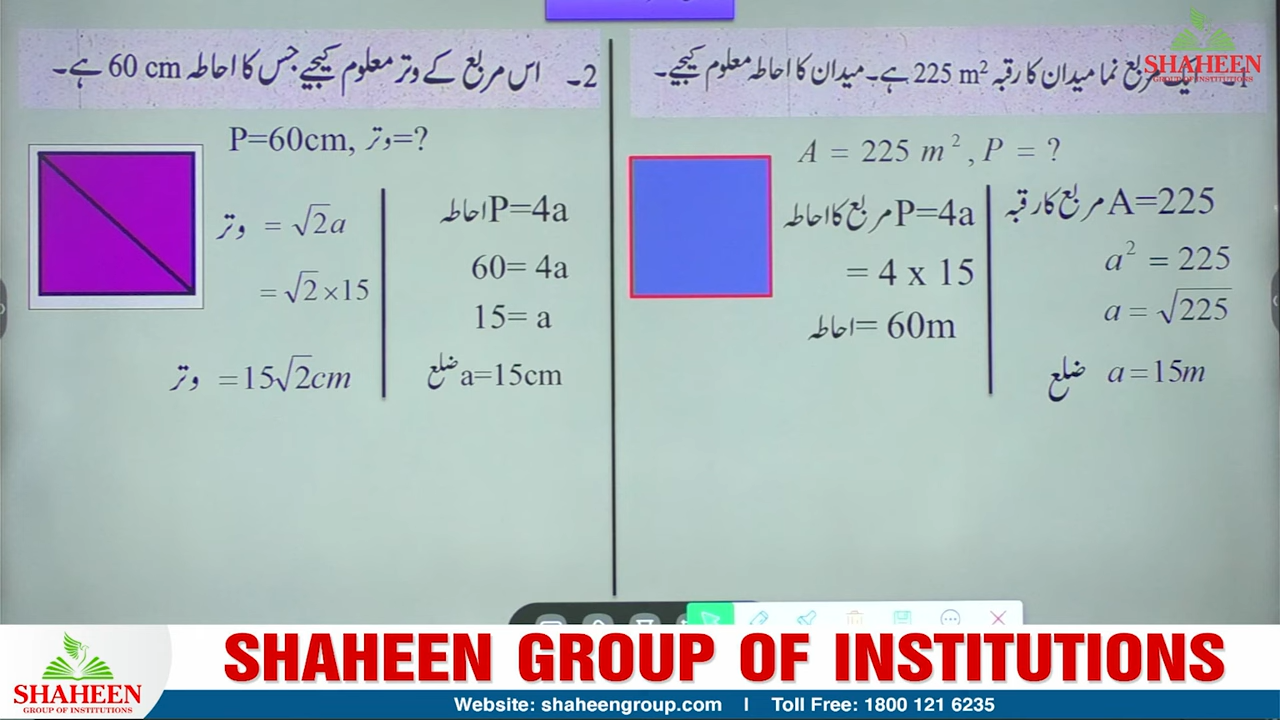 ایک مربع نما میدان کا رقبہ 225 m² ہے۔ میدان کا احاطہ معلوم کیجیے۔
A = 225 m², P = ?
مربع کا رقبہ A=225
a² = 225
a = √225
ضلع a=15m
مربع کا احاطہ P=4a
= 4 x 15
احاطہ = 60m
2۔ اس مربع کے وتر معلوم کیجیے جس کا احاطہ 60 cm ہے۔
P=60cm, وتر=?
احاطہ P=4a
60= 4a
15= a
ضلع a=15cm
وتر = √2a
= √2×15
وتر = 15√2cm
SHAHEEN
GROUP OF INSTITUTIONS
SHAHEEN
GROUP OF INSTITUTIONS
SHAHEEN GROUP OF INSTITUTIONS
Website: shaheengroup.com I Toll Free: 1800 121 6235